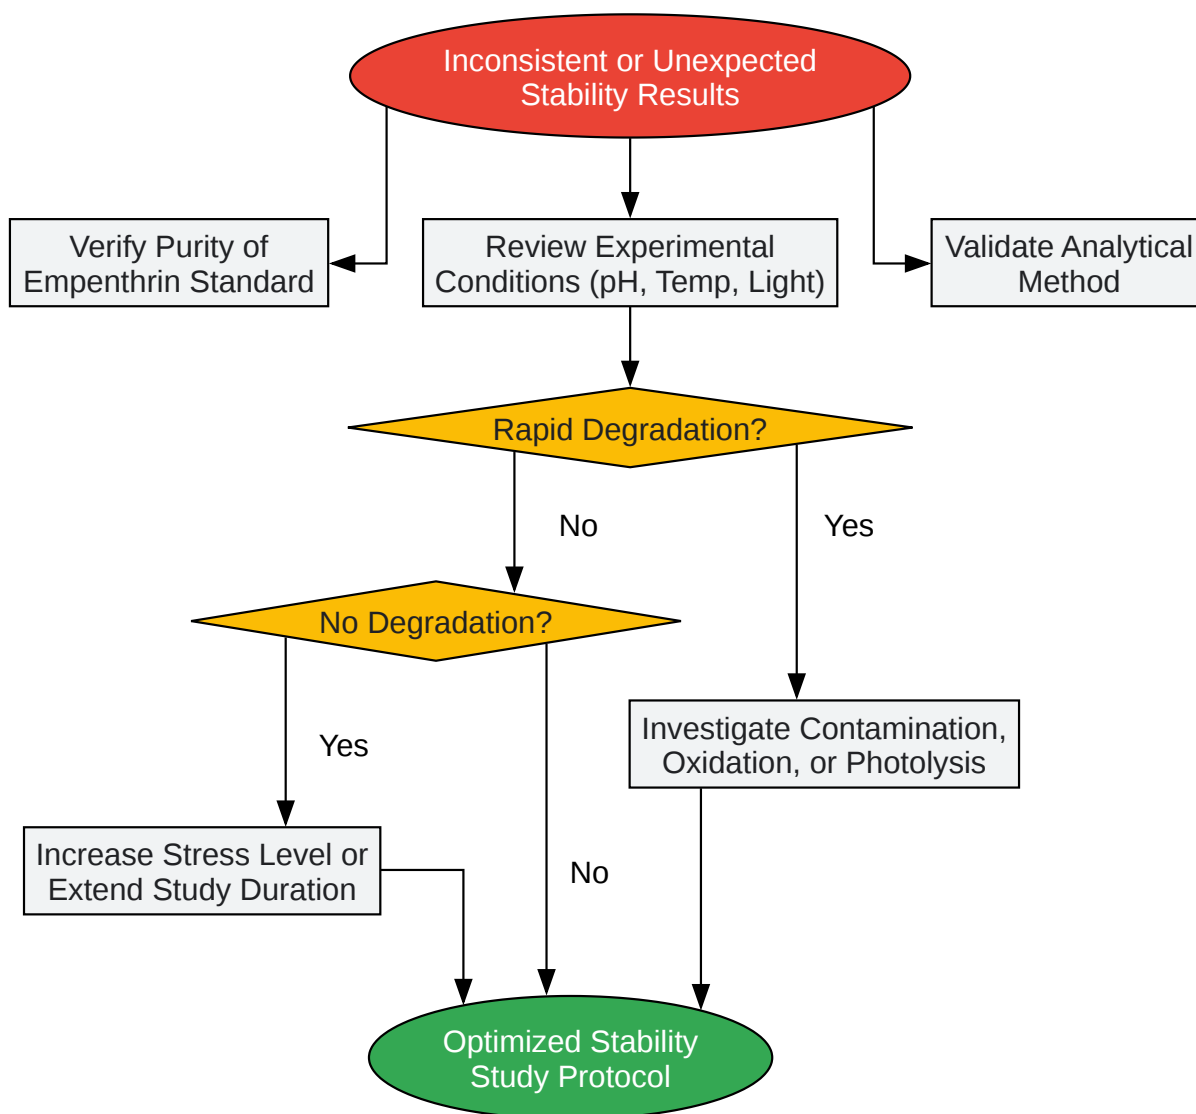 Inconsistent or Unexpected
Stability Results
Verify Purity of
Empenthrin Standard
Review Experimental
Conditions (pH, Temp, Light)
Validate Analytical
Method
Rapid Degradation?
No
Yes
No Degradation?
Yes
Investigate Contamination,
Oxidation, or Photolysis
Increase Stress Level or
Extend Study Duration
No
Optimized Stability
Study Protocol